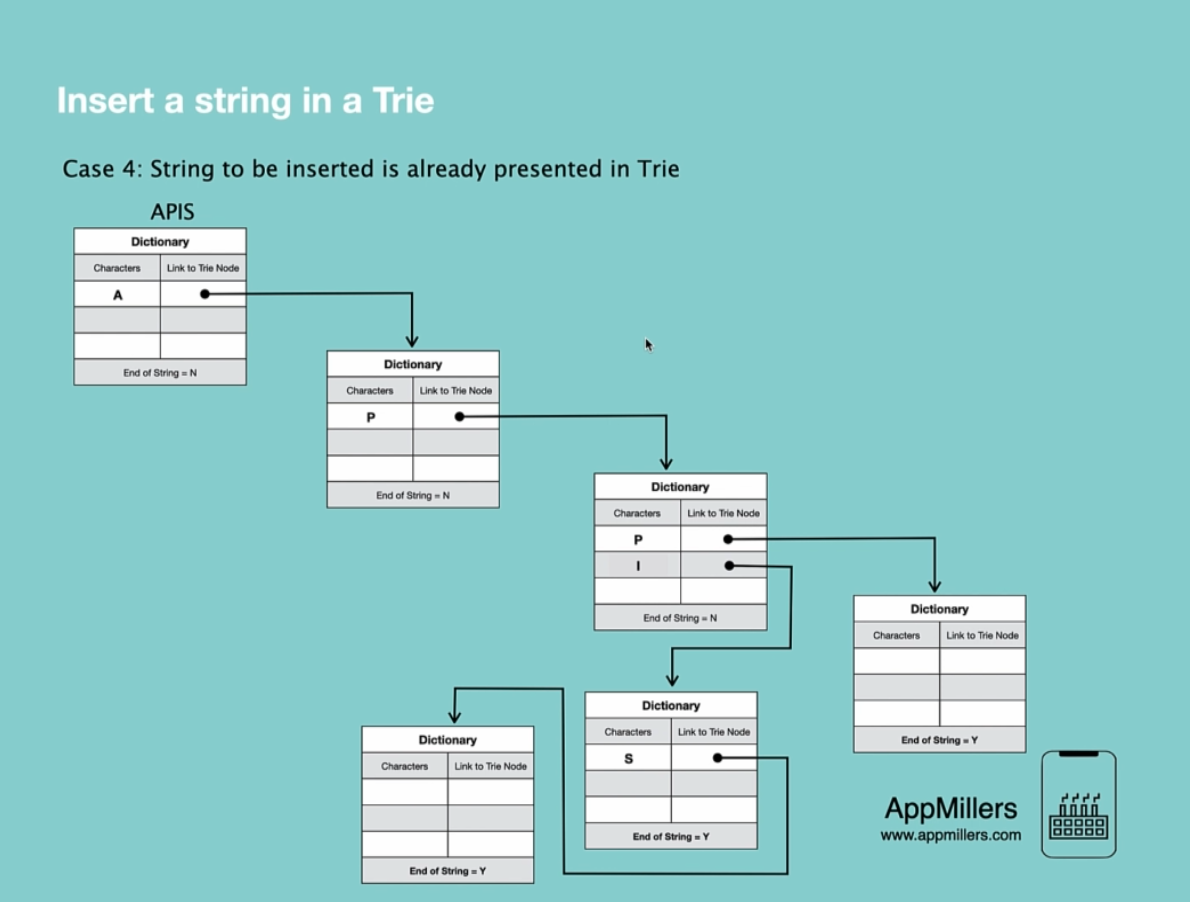 Insert a string in a Trie
Case 4: String to be inserted is already presented in Trie
APIS
Dictionary
Characters Link to Trie Node
A
End of String = N
Dictionary
Characters Link to Trie Node
P
End of String = N
Dictionary
Characters Link to Trie Node
P
I
End of String = N
Dictionary
Characters Link to Trie Node
End of String = Y
Dictionary
Characters Link to Trie Node
S
End of String = Y
Dictionary
Characters Link to Trie Node
End of String = Y
AppMillers
www.appmillers.com